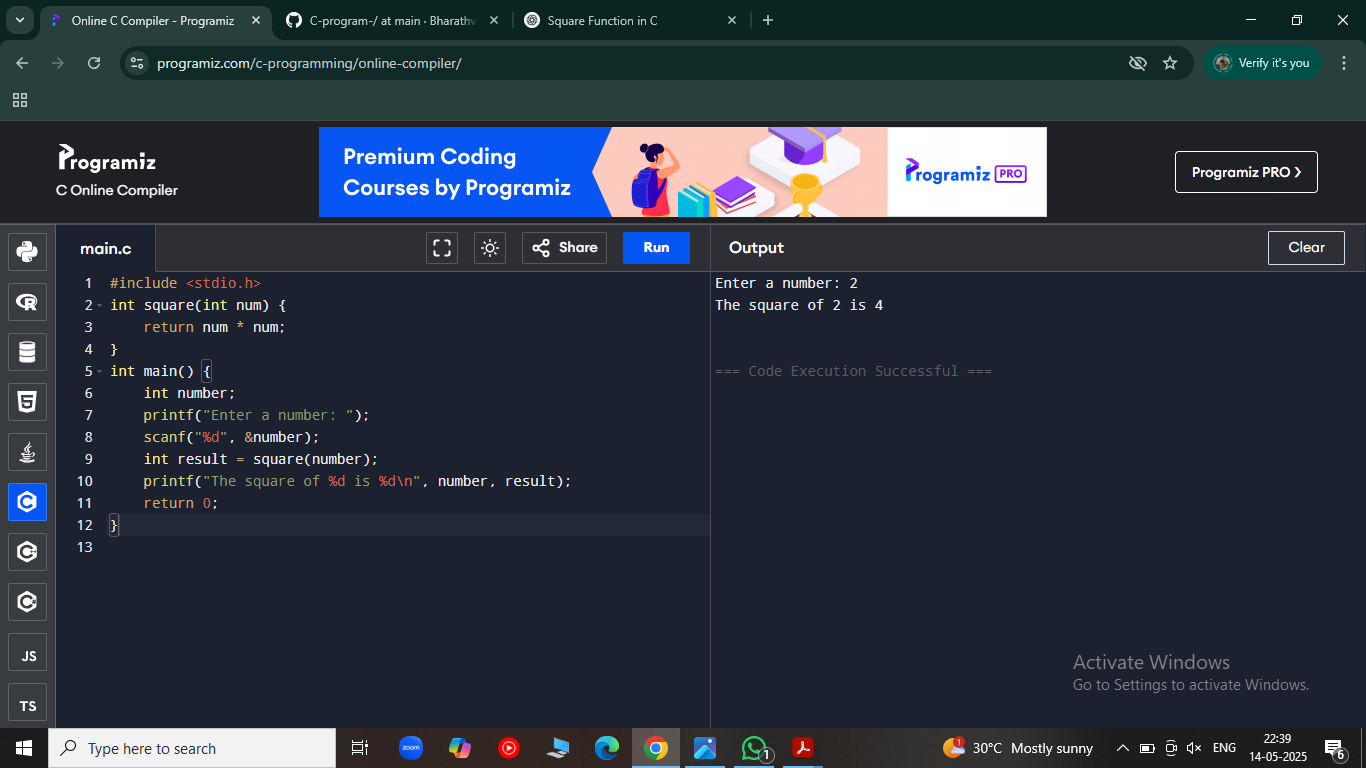 Online C Compiler - Programiz
C-program-/ at main · Bharathv
Square Function in C
programiz.com/c-programming/online-compiler/
Verify it's you
Programiz
C Online Compiler
Premium Coding
Courses by Programiz
Programiz PRO
Programiz PRO ❯
main.c
Share
Run
Output
Clear
1 #include <stdio.h>
2 int square(int num) {
3     return num * num;
4 }
5 int main() {
6     int number;
7     printf("Enter a number: ");
8     scanf("%d", &number);
9     int result = square(number);
10     printf("The square of %d is %d\n", number, result);
11     return 0;
12 }
13
Enter a number: 2
The square of 2 is 4
=== Code Execution Successful ===
JS
TS
Activate Windows
Go to Settings to activate Windows.
Type here to search
zoom
1
1
30°C Mostly sunny
ENG
22:39
14-05-2025
6